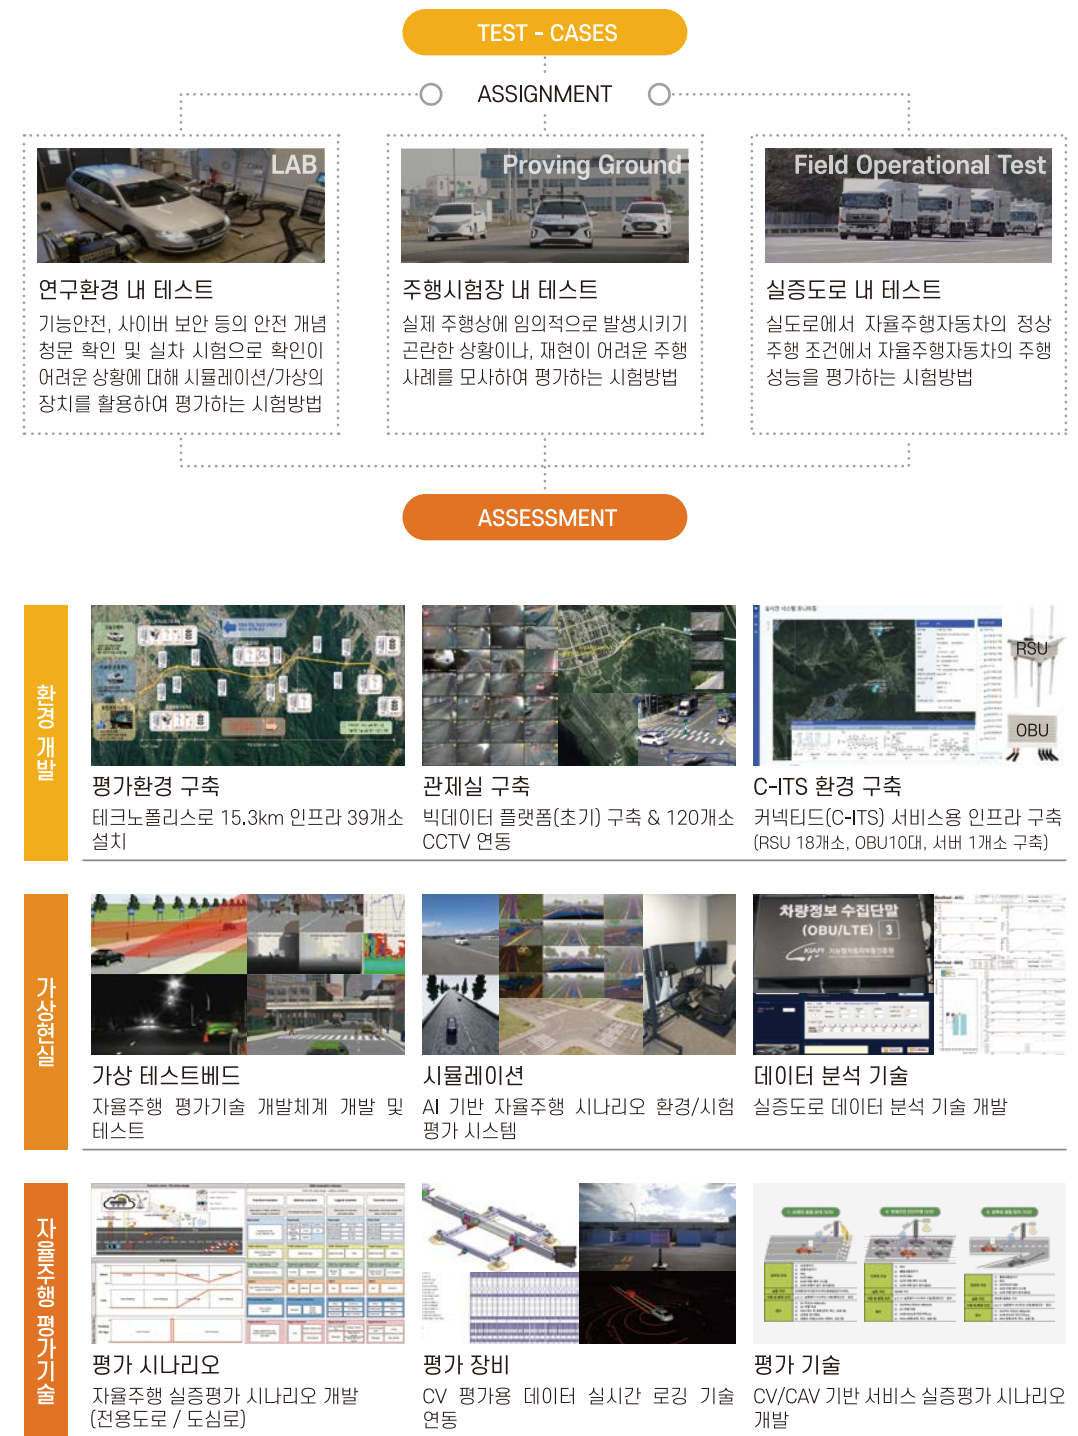 TEST - CASES
ASSIGNMENT
LAB
연구환경 내 테스트
기능안전, 사이버 보안 등의 안전 개념
청문 확인 및 실차 시험으로 확인이
어려운 상황에 대해 시뮬레이션/가상의
장치를 활용하여 평가하는 시험방법
Proving Ground
주행시험장 내 테스트
실제 주행상에 임의적으로 발생시키기
곤란한 상황이나, 재현이 어려운 주행
사례를 모사하여 평가하는 시험방법
Field Operational Test
실증도로 내 테스트
실도로에서 자율주행자동차의 정상
주행 조건에서 자율주행자동차의 주행
성능을 평가하는 시험방법
ASSESSMENT
환경 개발
평가환경 구축
테크노폴리스로 15.3km 인프라 39개소
설치
관제실 구축
빅데이터 플랫폼(초기) 구축 & 120개소
CCTV 연동
RSU
OBU
C-ITS 환경 구축
커넥티드(C-ITS) 서비스용 인프라 구축
(RSU 18개소, OBU10대, 서버 1개소 구축)
가상현실
가상 테스트베드
자율주행 평가기술 개발체계 개발 및
테스트
시뮬레이션
AI 기반 자율주행 시나리오 환경/시험
평가 시스템
차량정보 수집단말
(OBU/LTE) 3
데이터 분석 기술
실증도로 데이터 분석 기술 개발
자율주행 평가기술
평가 시나리오
자율주행 실증평가 시나리오 개발
(전용도로 / 도심로)
평가 장비
CV 평가용 데이터 실시간 로깅 기술
연동
평가 기술
CV/CAV 기반 서비스 실증평가 시나리오
개발